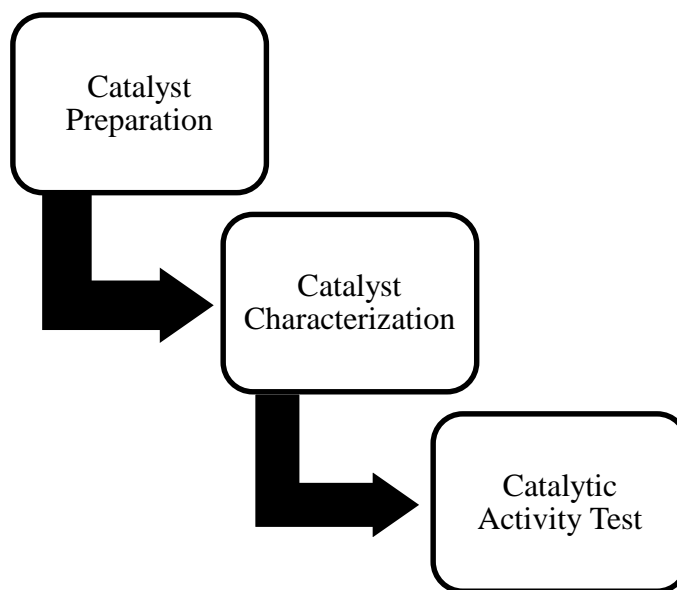 Catalyst
Preparation
Catalyst
Characterization
Catalytic
Activity Test